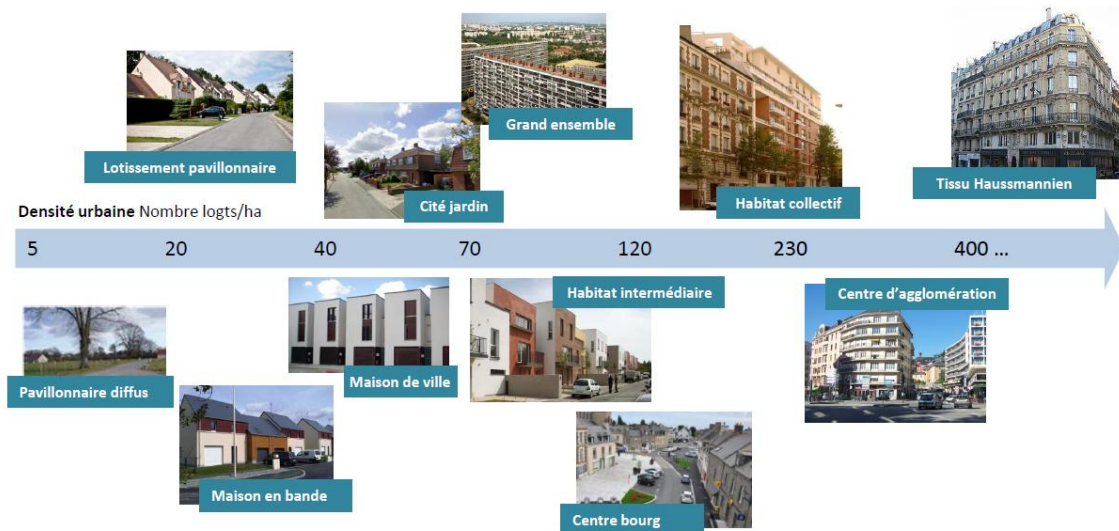 Grand ensemble
Lotissement pavillonnaire
Tissu Haussmannien
Cité jardin
Habitat collectif
Densité urbaine Nombre logts/ha
5 20 40 70 120 230 400 ...
Habitat intermédiaire
Centre d'agglomération
Maison de ville
Pavillonnaire diffus
Maison en bande
Centre bourg